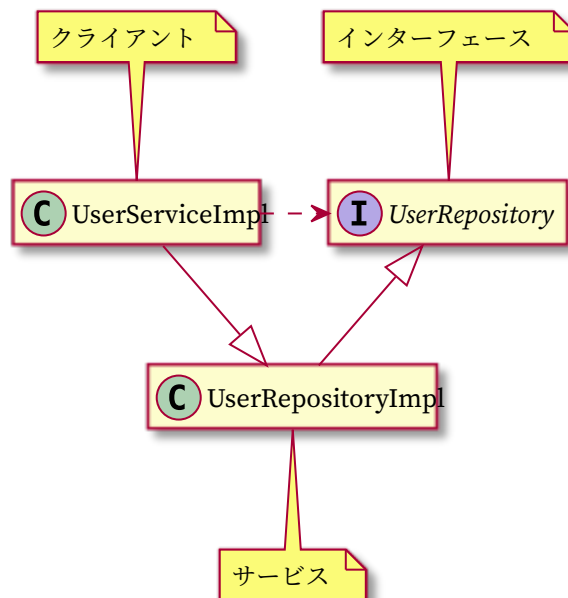 クライアント
インターフェース
C UserServiceImpl
I UserRepository
C UserRepositoryImpl
サービス